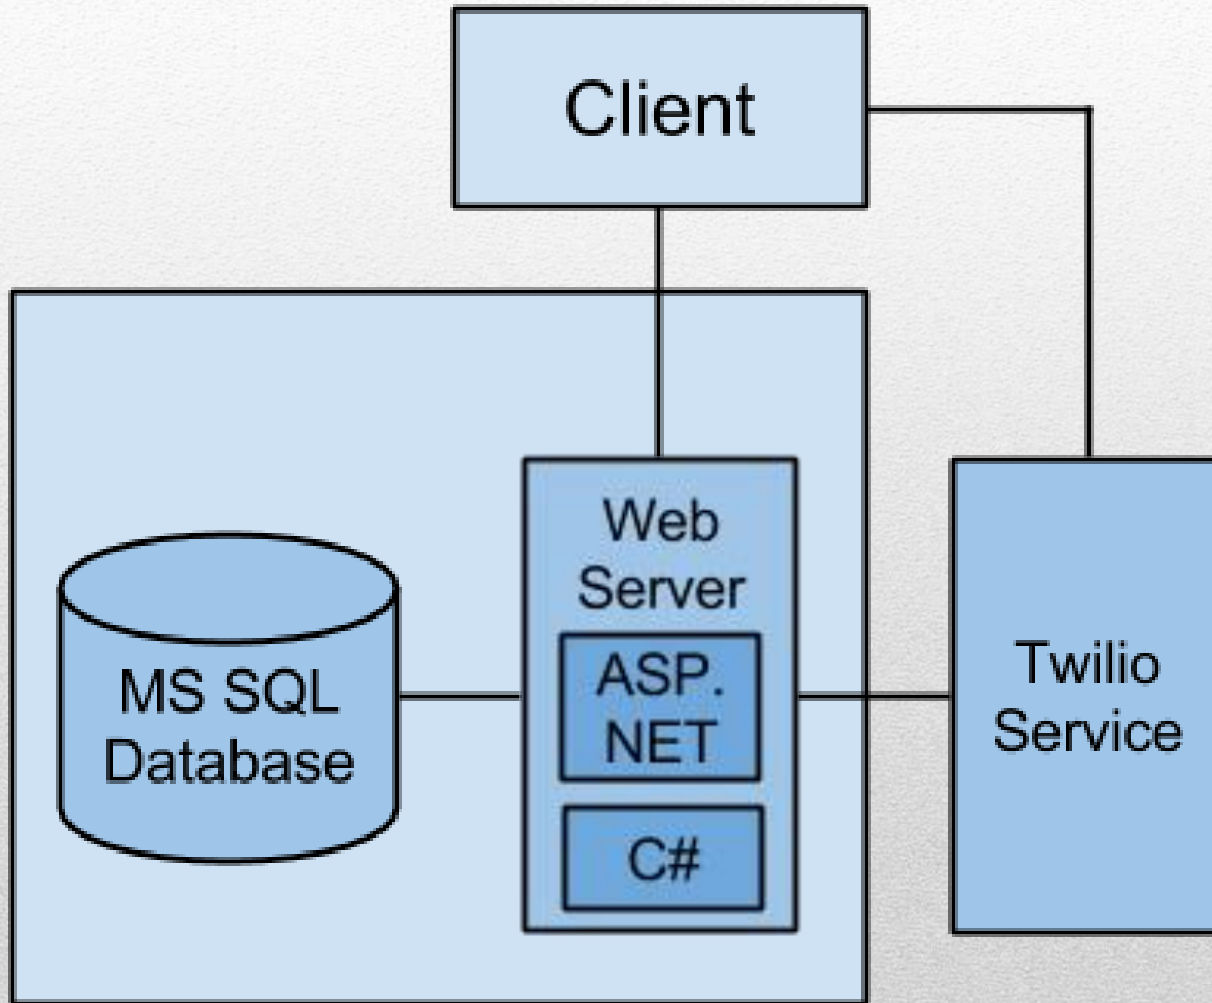 Client
Web
Server
ASP.
NET
C#
MS SQL
Database
Twilio
Service